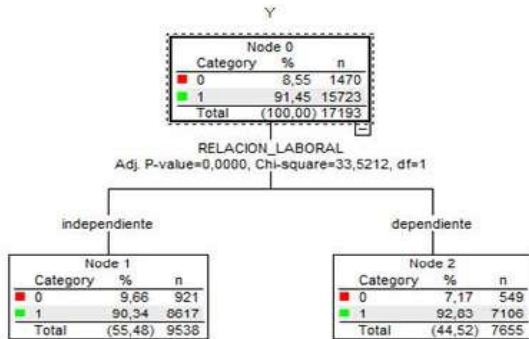 Y
Node 0
Category % n
0 8,55 1470
1 91,45 15723
Total (100,00) 17193
RELACION_LABORAL
Adj. P-value=0,0000, Chi-square=33,5212, df=1
independiente
dependiente
Node 1
Category % n
0 9,66 921
1 90,34 8617
Total (55,48) 9538
Node 2
Category % n
0 7,17 549
1 92,83 7106
Total (44,52) 7655